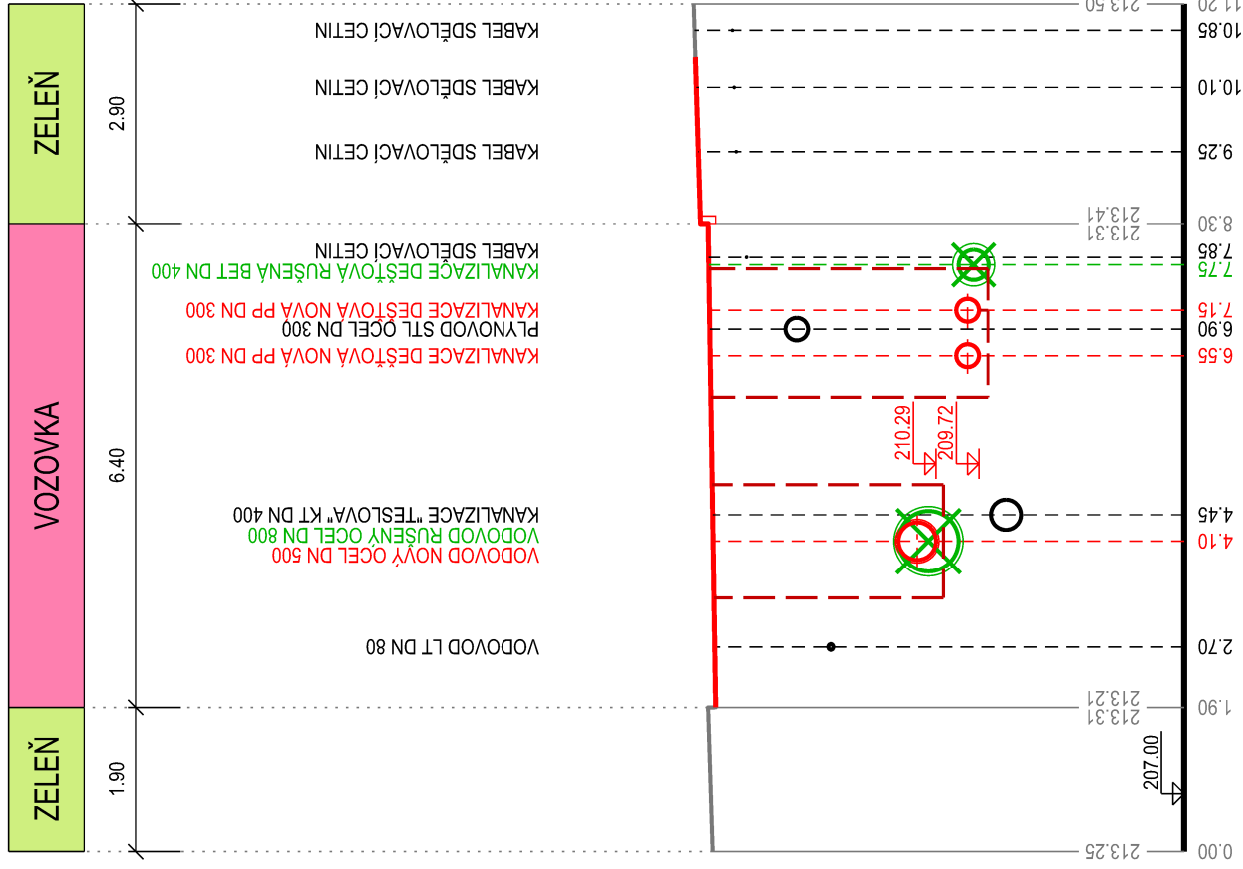 ZELEŇ
VOZOVKA
ZELEŇ
2.90
6.40
1.90
KABEL SDĚLOVACÍ CETIN
KABEL SDĚLOVACÍ CETIN
KABEL SDĚLOVACÍ CETIN
KABEL SDĚLOVACÍ CETIN
KANALIZACE DEŠŤOVÁ RUŠENÁ BET DN 400
KANALIZACE DEŠŤOVÁ NOVÁ PP DN 300
PLYNOVOD STL OCEL DN 300
KANALIZACE DEŠŤOVÁ NOVÁ PP DN 300
KANALIZACE "TESLOVA" KT DN 400
VODOVOD RUŠENÝ OCEL DN 800
VODOVOD NOVÝ OCEL DN 500
VODOVOD LT DN 80
210.29
209.72
207.00
213.50
213.41
213.31
213.21
213.31
213.25
11.20
10.85
10.10
9.25
8.30
7.85
7.75
7.15
6.90
6.55
4.45
4.10
2.70
1.90
0.00